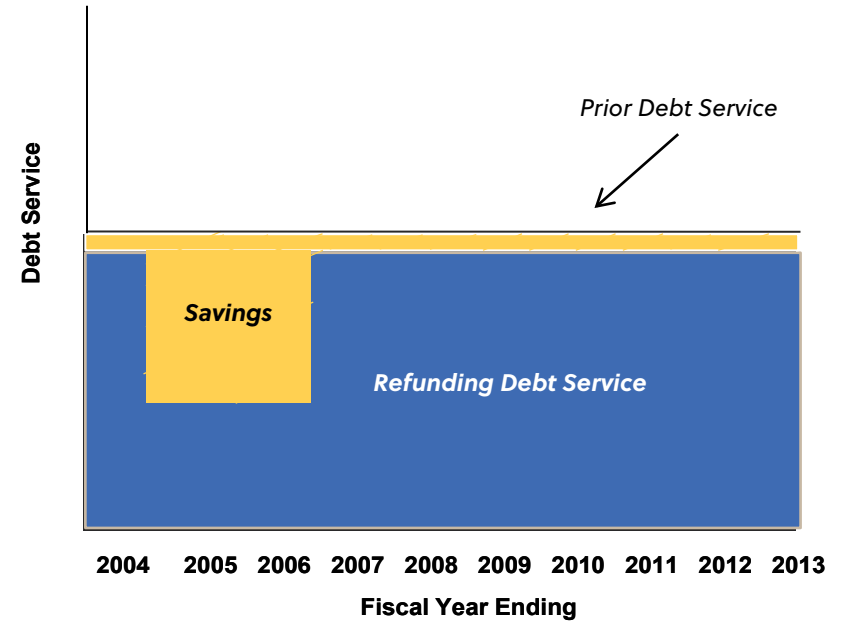 Prior Debt Service
Debt Service
Savings
Refunding Debt Service
2004 2005 2006 2007 2008 2009 2010 2011 2012 2013
Fiscal Year Ending